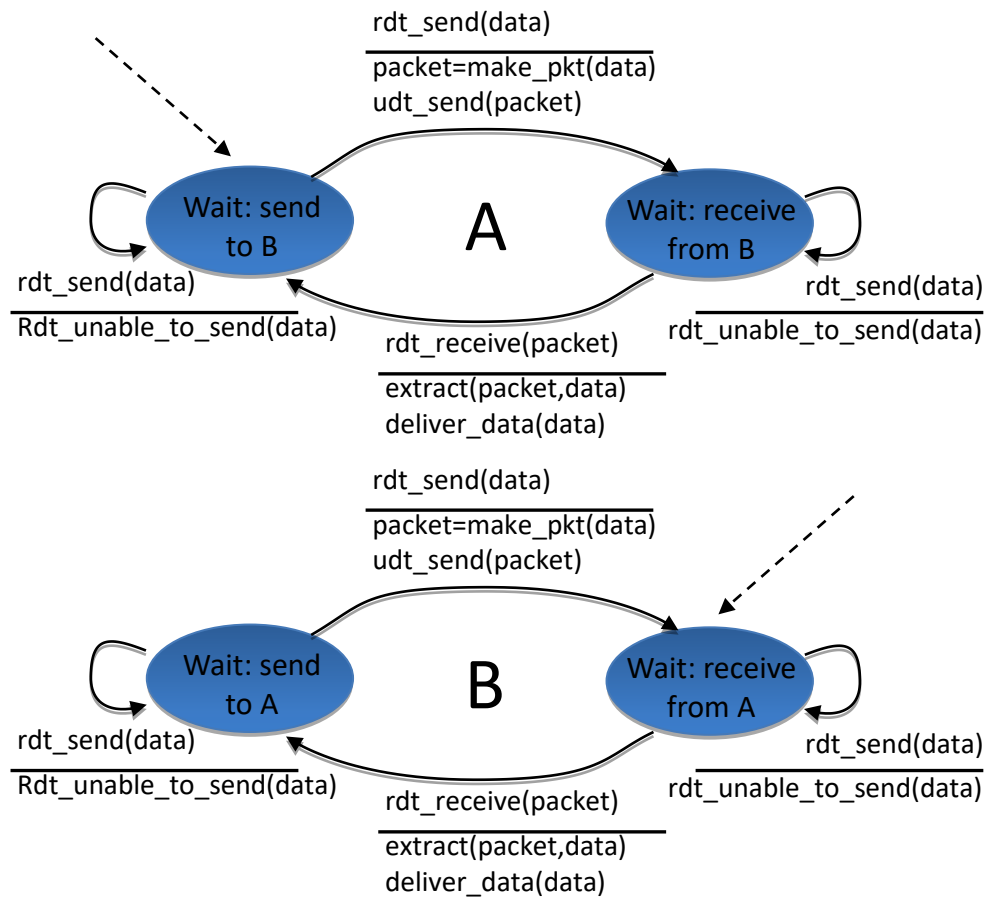 rdt_send(data)
packet=make_pkt(data)
udt_send(packet)
Wait: send
to B
A
Wait: receive
from B
rdt_send(data)
Rdt_unable_to_send(data)
rdt_send(data)
rdt_unable_to_send(data)
rdt_receive(packet)
extract(packet,data)
deliver_data(data)
rdt_send(data)
packet=make_pkt(data)
udt_send(packet)
Wait: send
to A
B
Wait: receive
from A
rdt_send(data)
Rdt_unable_to_send(data)
rdt_send(data)
rdt_unable_to_send(data)
rdt_receive(packet)
extract(packet,data)
deliver_data(data)